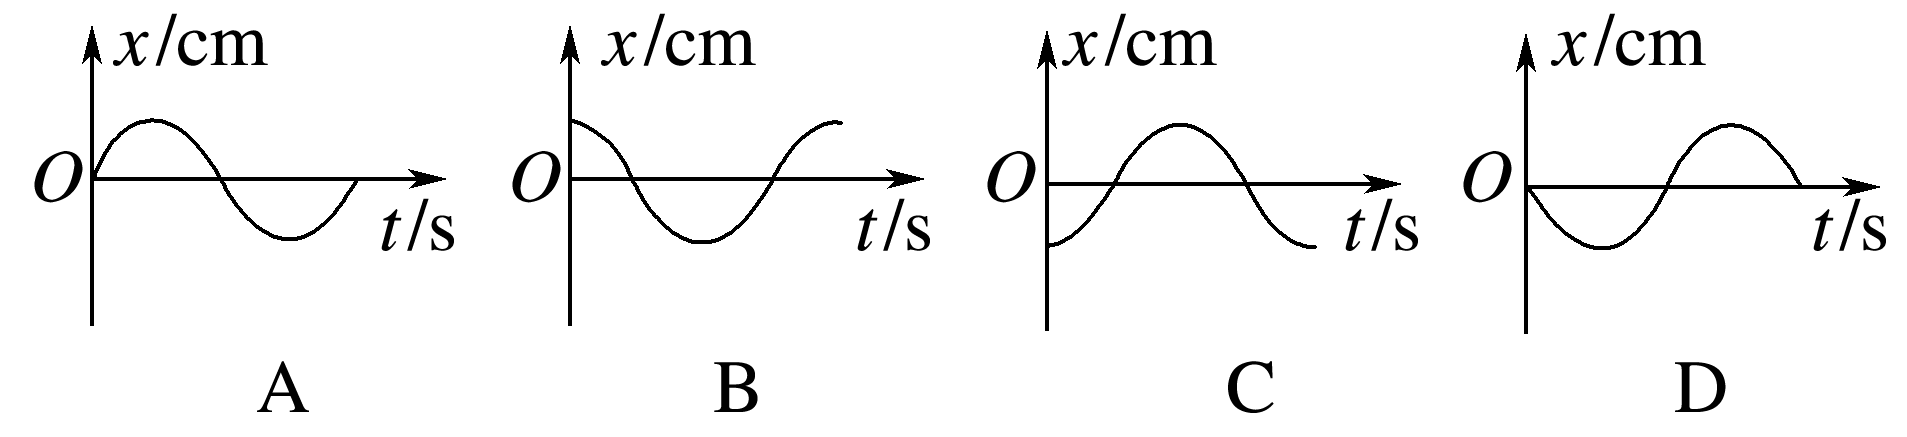 x/cm x/cm x/cm x/cm
O O O O
t/s t/s t/s t/s
A B C D